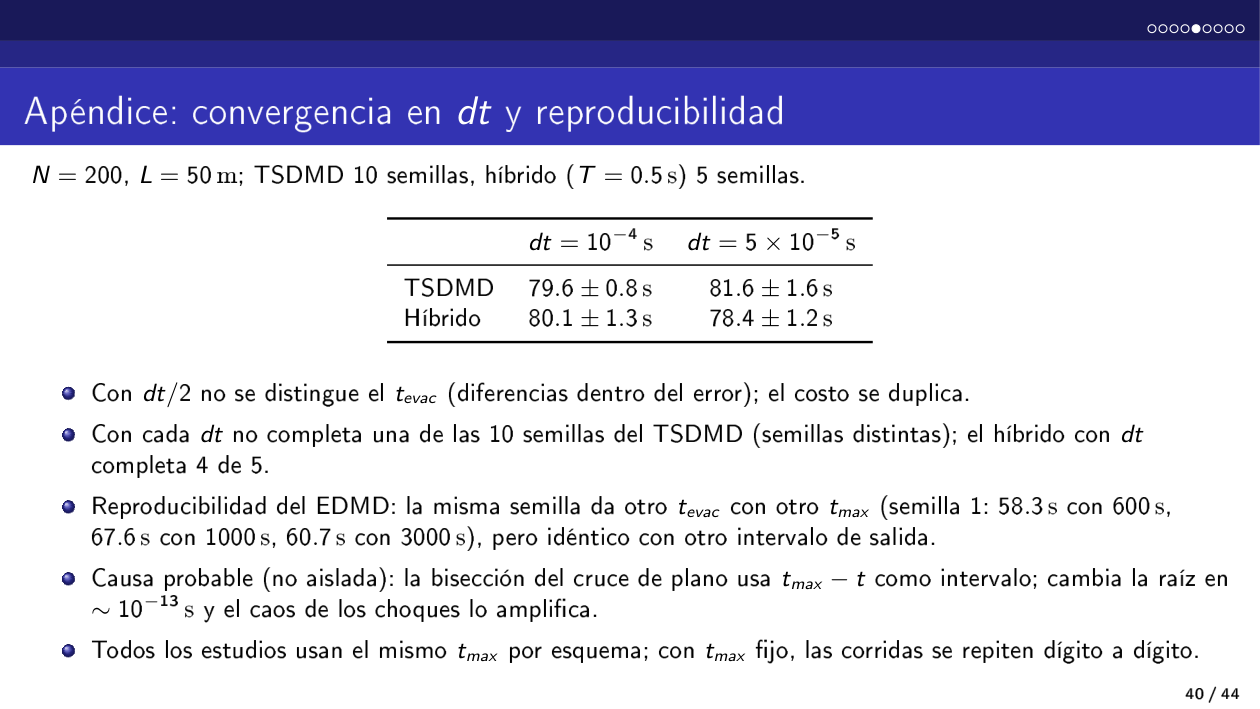 Apéndice: convergencia en dt y reproducibilidad
N = 200, L = 50 m; TSDMD 10 semillas, híbrido (T = 0.5 s) 5 semillas.
dt = 10⁻⁴ s dt = 5 × 10⁻⁵ s
TSDMD 79.6 ± 0.8 s 81.6 ± 1.6 s
Híbrido 80.1 ± 1.3 s 78.4 ± 1.2 s
Con dt/2 no se distingue el t_evac (diferencias dentro del error); el costo se duplica.
Con cada dt no completa una de las 10 semillas del TSDMD (semillas distintas); el híbrido con dt
completa 4 de 5.
Reproducibilidad del EDMD: la misma semilla da otro t_evac con otro t_max (semilla 1: 58.3 s con 600 s,
67.6 s con 1000 s, 60.7 s con 3000 s), pero idéntico con otro intervalo de salida.
Causa probable (no aislada): la bisección del cruce de plano usa t_max − t como intervalo; cambia la raíz en
∼ 10⁻¹³ s y el caos de los choques lo amplifica.
Todos los estudios usan el mismo t_max por esquema; con t_max fijo, las corridas se repiten dígito a dígito.
40 / 44